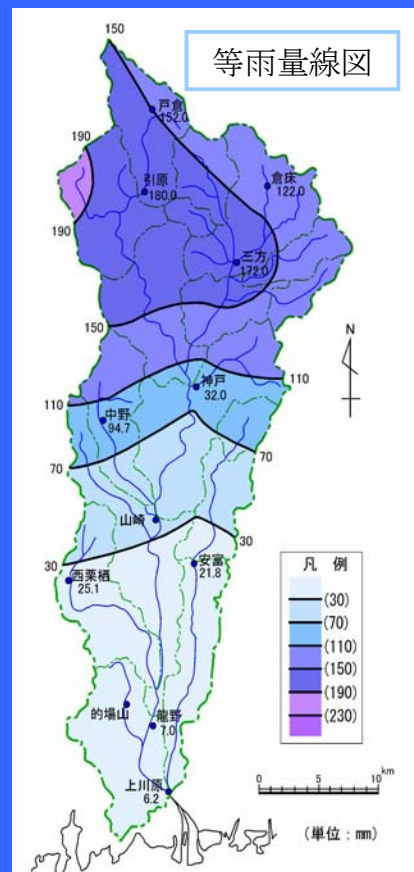 等雨量線図
150
戸倉
152.0
190
引原
180.0
倉床
122.0
190
三方
172.0
150
N
110
神戸
32.0
110
中野
94.7
70
70
山崎
30
30
西栗栖
25.1
安富
21.8
凡 例
(30)
(70)
(110)
(150)
(190)
(230)
的場山
龍野
7.0
上川原
6.2
km
0 5 10
(単位:mm)